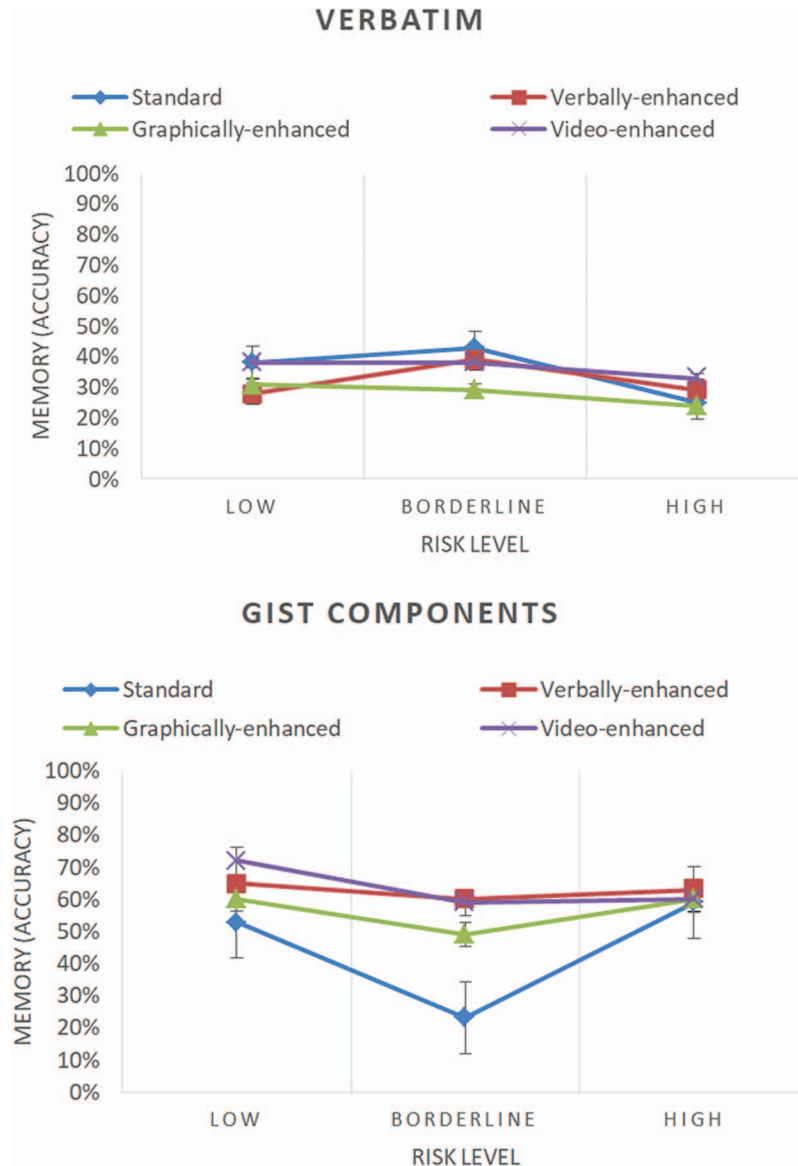 VERBATIM
Standard Verbally-enhanced
Graphically-enhanced Video-enhanced
100%
90%
80%
70%
60%
50%
40%
30%
20%
10%
0%
MEMORY (ACCURACY)
LOW BORDERLINE HIGH
RISK LEVEL
GIST COMPONENTS
Standard Verbally-enhanced
Graphically-enhanced Video-enhanced
100%
90%
80%
70%
60%
50%
40%
30%
20%
10%
0%
MEMORY (ACCURACY)
LOW BORDERLINE HIGH
RISK LEVEL